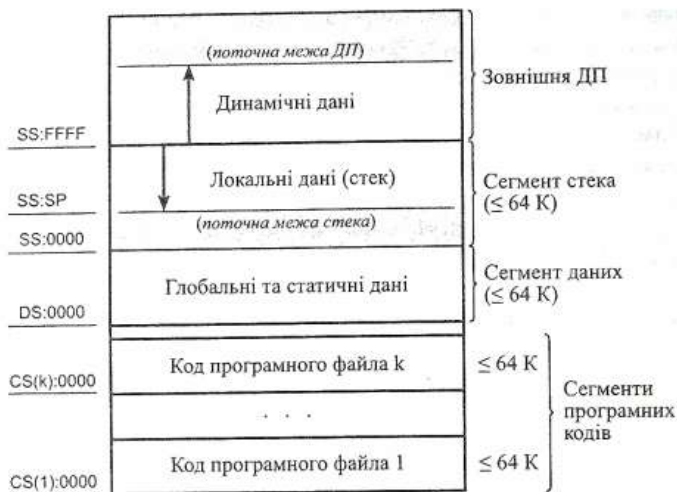 (поточна межа ДП)
Динамічні дані
Зовнішня ДП
SS:FFFF
Локальні дані (стек)
Сегмент стека
(≤ 64 К)
SS:SP
(поточна межа стека)
SS:0000
Глобальні та статичні дані
Сегмент даних
(≤ 64 К)
DS:0000
Код програмного файла k
≤ 64 К
CS(k):0000
. . .
Сегменти
програмних
кодів
Код програмного файла 1
≤ 64 К
CS(1):0000